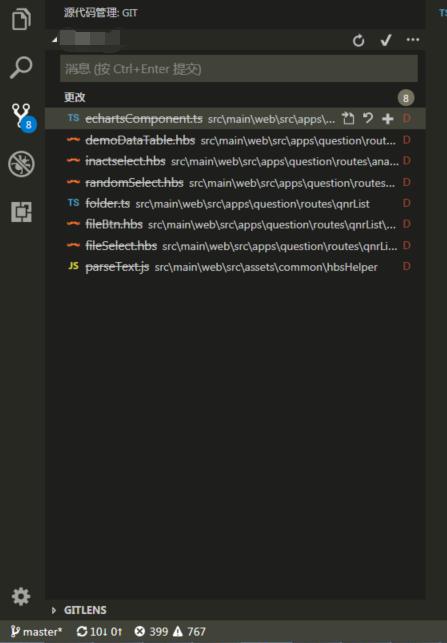 源代码管理: GIT
TS
消息 (按 Ctrl+Enter 提交)
更改 8
TS echartsComponent.ts src\main\web\src\apps\... D
demoDataTable.hbs src\main\web\src\apps\question\rout... D
inactselect.hbs src\main\web\src\apps\question\routes\ana... D
randomSelect.hbs src\main\web\src\apps\question\routes... D
TS folder.ts src\main\web\src\apps\question\routes\qnrList D
fileBtn.hbs src\main\web\src\apps\question\routes\qnrList\... D
fileSelect.hbs src\main\web\src\apps\question\routes\qnrLi... D
JS parseText.js src\main\web\src\assets\common\hbsHelper D
8
GITLENS
master* 10↓ 0↑ 399 767